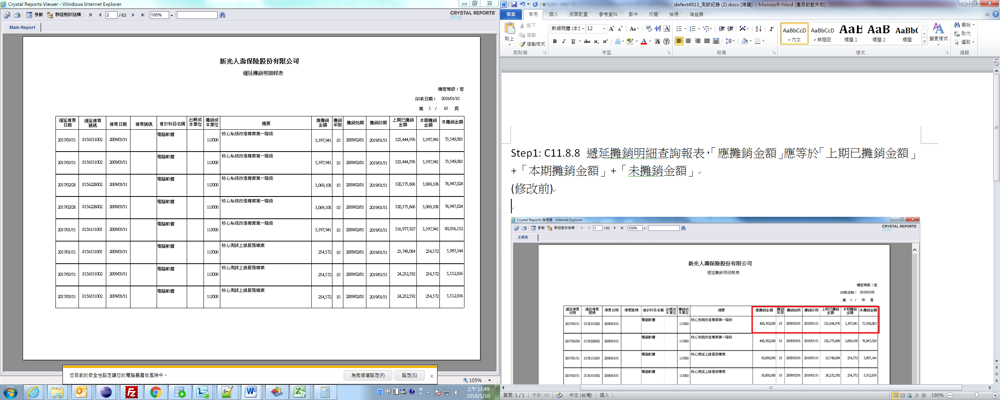 Crystal Reports Viewer - Windows Internet Explorer
參數 群組樹狀結構 2 / 63 100%
CRYSTAL REPORTS
2008
Main Report
新光人壽保險股份有限公司
遞延攤銷明細報表
機密等級：密
印表日期： 2018/01/10
第 1 / 63 頁
遞延傳票日期 遞延傳票號碼 傳票日期 傳票號碼 會計科目名稱 出帳成本單位 攤銷成本單位 摘要 應攤銷金額 攤銷年限 攤銷始期 攤銷終期 上期已攤銷金額 本期攤銷金額 未攤銷金額
2017/03/31 S156331002 2009/03/31 電腦軟體 11J000 核心系統改造專案第一階段 3,397,941 10 2009/02/01 2019/01/31 323,444,976 3,397,941 73,549,083
2017/03/31 S156331002 2009/03/31 電腦軟體 11J000 核心系統改造專案第一階段 3,397,941 10 2009/02/01 2019/01/31 323,444,976 3,397,941 73,549,083
2017/02/28 S156228002 2009/03/31 電腦軟體 11J000 核心系統改造專案第一階段 3,069,108 10 2009/02/01 2019/01/31 320,375,868 3,069,108 76,947,024
2017/02/28 S156228002 2009/03/31 電腦軟體 11J000 核心系統改造專案第一階段 3,069,108 10 2009/02/01 2019/01/31 320,375,868 3,069,108 76,947,024
2017/01/31 S156131003 2009/03/31 電腦軟體 11J000 核心系統改造專案第一階段 3,397,941 10 2009/02/01 2019/01/31 316,977,927 3,397,941 80,016,132
2017/01/31 S156131003 2009/03/31 電腦軟體 11J000 核心測試上線服務專案 254,572 10 2009/02/01 2019/01/31 23,748,084 254,572 5,997,344
2017/03/31 S156331002 2009/03/31 電腦軟體 11J000 核心測試上線服務專案 254,572 10 2009/02/01 2019/01/31 24,232,592 254,572 5,512,836
2017/03/31 S156331002 2009/03/31 電腦軟體 11J000 核心測試上線服務專案 254,572 10 2009/02/01 2019/01/31 24,232,592 254,572 5,512,836
您目前的安全性設定讓您的電腦暴露在風險中。 為我修復設定(F) 設定(S)
105%
中 上午 11:49
2018/1/10
defect4913_測試紀錄 (2).docx [唯讀] - Microsoft Word (產品啟動失敗)
檔案 常用 插入 版面配置 參考資料 郵件 校閱 檢視 增益集
貼上 剪下 複製 複製格式
新細明體 (本文 12
AaBbCcD 內文 AaBbCcD 無間距 AaB 標題 1 AaB 標題 2 AaBb 標題
變更樣式 尋找 取代 選取
剪貼簿 字型 段落 樣式 編輯
Step1: C11.8.8 遞延攤銷明細查詢報表,「應攤銷金額」應等於「上期已攤銷金額」
+「本期攤銷金額」+「未攤銷金額」
(修改前)
Crystal Reports 檢視器 - Internet Explorer
參數 群組樹狀結構 1 / 90 100%
CRYSTAL REPORTS
2008
主報表
新光人壽保險股份有限公司
遞延攤銷明細報表
機密等級：密
印表日期： 2018/01/09
第 1 / 90 頁
遞延傳票日期 遞延傳票號碼 傳票日期 傳票號碼 會計科目名稱 出帳成本單位 攤銷成本單位 摘要 應攤銷金額 攤銷年限 攤銷始期 攤銷終期 上期已攤銷金額 本期攤銷金額 未攤銷金額
2017/03/31 S156331002 2009/03/31 電腦軟體 11J000 核心系統改造專案第一階段 400,392,000 10 2009/02/01 2019/01/31 323,444,976 3,397,941 73,549,083
2017/02/28 S156228002 2009/03/31 電腦軟體 11J000 核心系統改造專案第一階段 400,392,000 10 2009/02/01 2019/01/31 320,375,868 3,069,108 76,947,024
2017/01/31 S156131003 2009/03/31 電腦軟體 11J000 核心測試上線服務專案 30,000,000 10 2009/02/01 2019/01/31 23,748,084 254,572 5,997,344
2017/03/31 S156331002 2009/03/31 電腦軟體 11J000 核心測試上線服務專案 30,000,000 10 2009/02/01 2019/01/31 24,232,592 254,572 5,512,836
頁面: 1 / 1 字數: 49 中文 (台灣) 插入 190%